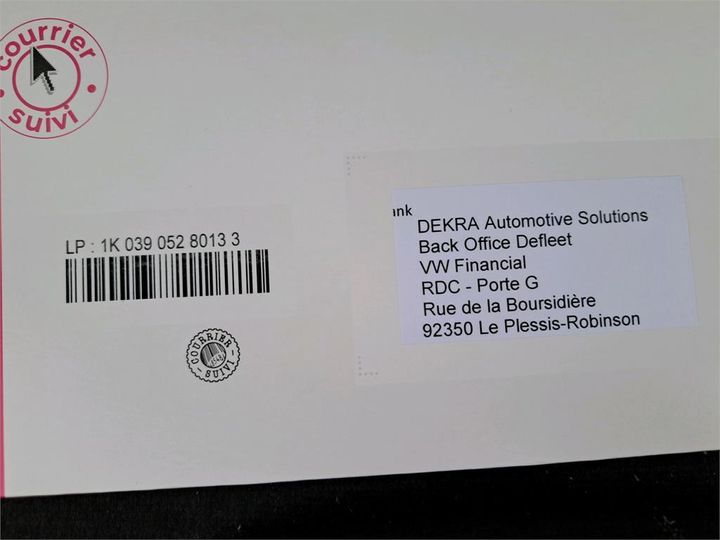 courrier
suivi
LP : 1K 039 052 8013 3
COURRIER
SUIVI
ank
DEKRA Automotive Solutions
Back Office Defleet
VW Financial
RDC - Porte G
Rue de la Boursidière
92350 Le Plessis-Robinson